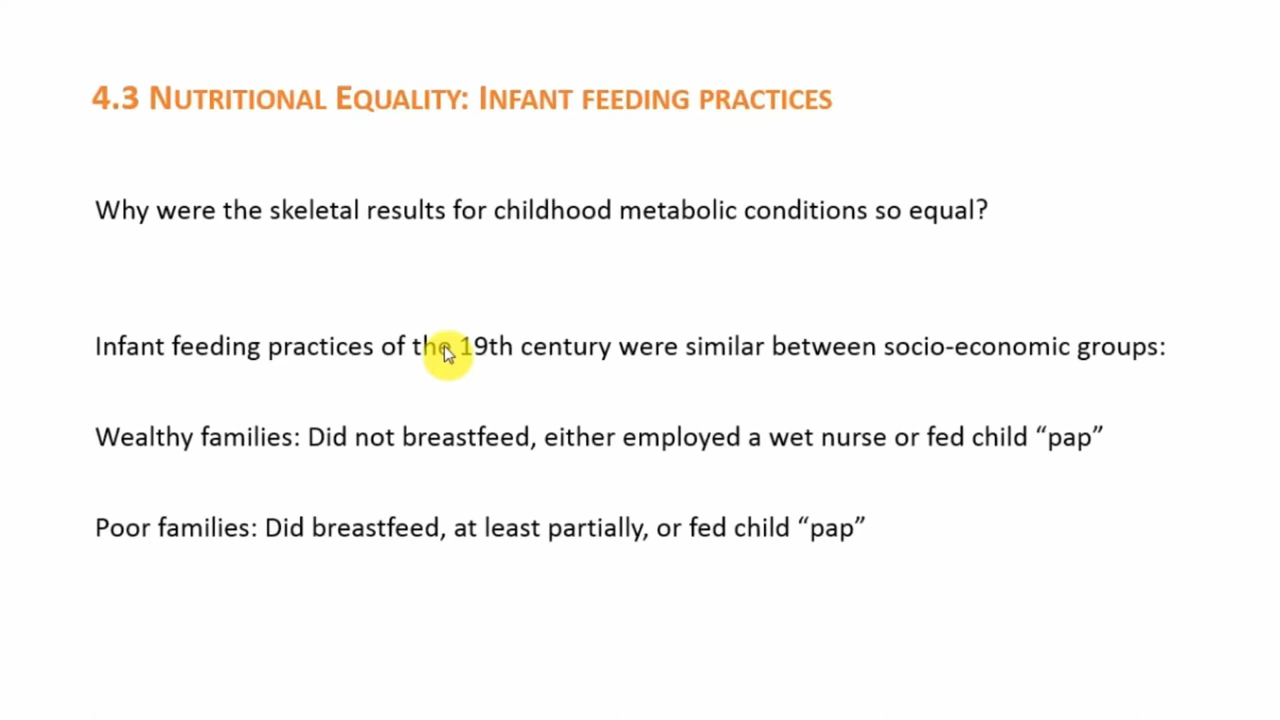 4.3 NUTRITIONAL EQUALITY: INFANT FEEDING PRACTICES
Why were the skeletal results for childhood metabolic conditions so equal?
Infant feeding practices of the 19th century were similar between socio-economic groups:
Wealthy families: Did not breastfeed, either employed a wet nurse or fed child “pap”
Poor families: Did breastfeed, at least partially, or fed child “pap”